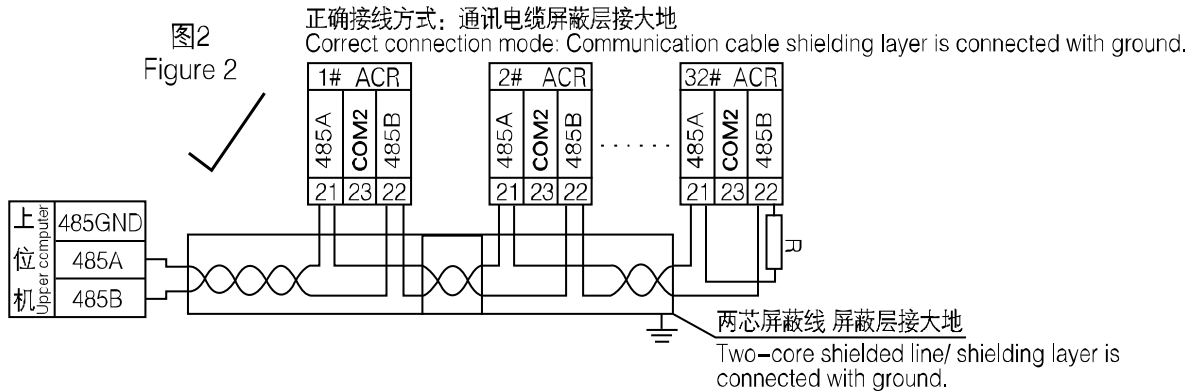 图2
Figure 2
正确接线方式：通讯电缆屏蔽层接大地
Correct connection mode: Communication cable shielding layer is connected with ground.
1# ACR
485A COM2 485B
21 23 22
2# ACR
485A COM2 485B
21 23 22
32# ACR
485A COM2 485B
21 23 22
R
上位机
Upper computer
485GND
485A
485B
两芯屏蔽线 屏蔽层接大地
Two-core shielded line/ shielding layer is
connected with ground.